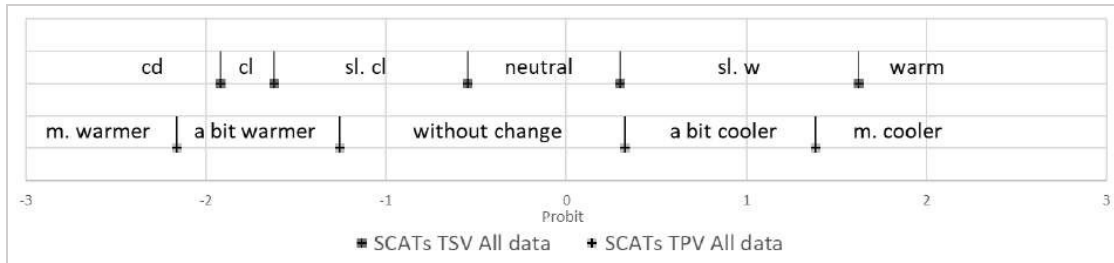 cd cl sl. cl neutral sl. w warm
m. warmer a bit warmer without change a bit cooler m. cooler
-3 -2 -1 0 1 2 3
Probit
SCATs TSV All data SCATs TPV All data